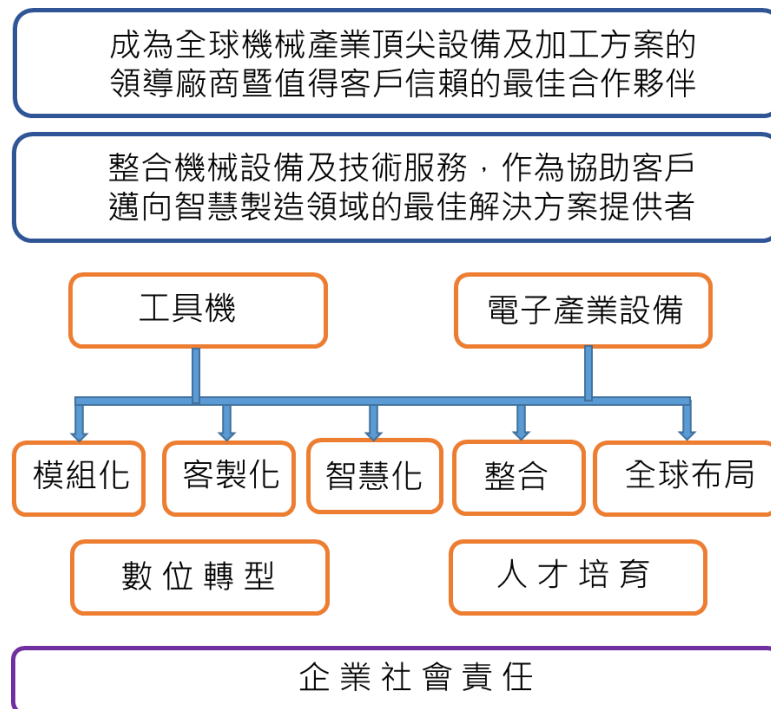 成為全球機械產業頂尖設備及加工方案的
領導廠商暨值得客戶信賴的最佳合作夥伴
整合機械設備及技術服務，作為協助客戶
邁向智慧製造領域的最佳解決方案提供者
工具機
電子產業設備
模組化
客製化
智慧化
整合
全球布局
數位轉型
人才培育
企業社會責任